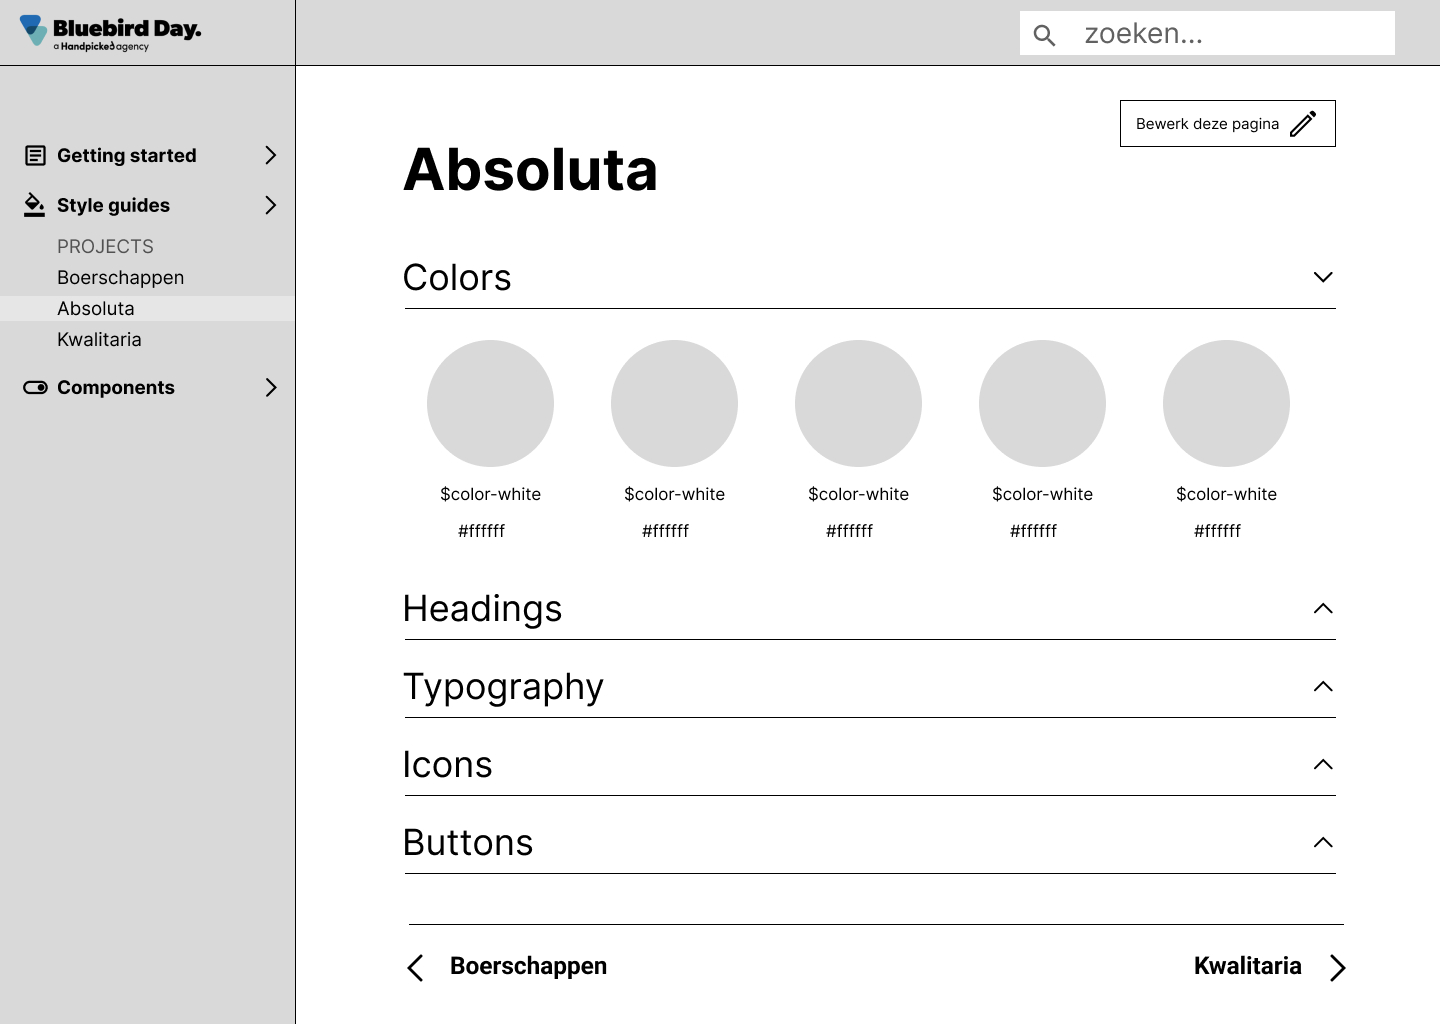 Bluebird Day.
a Handpicked agency
zoeken...
Getting started
Style guides
PROJECTS
Boerschappen
Absoluta
Kwalitaria
Components
Bewerk deze pagina
Absoluta
Colors
$color-white $color-white $color-white $color-white $color-white
#ffffff #ffffff #ffffff #ffffff #ffffff
Headings
Typography
Icons
Buttons
Boerschappen Kwalitaria